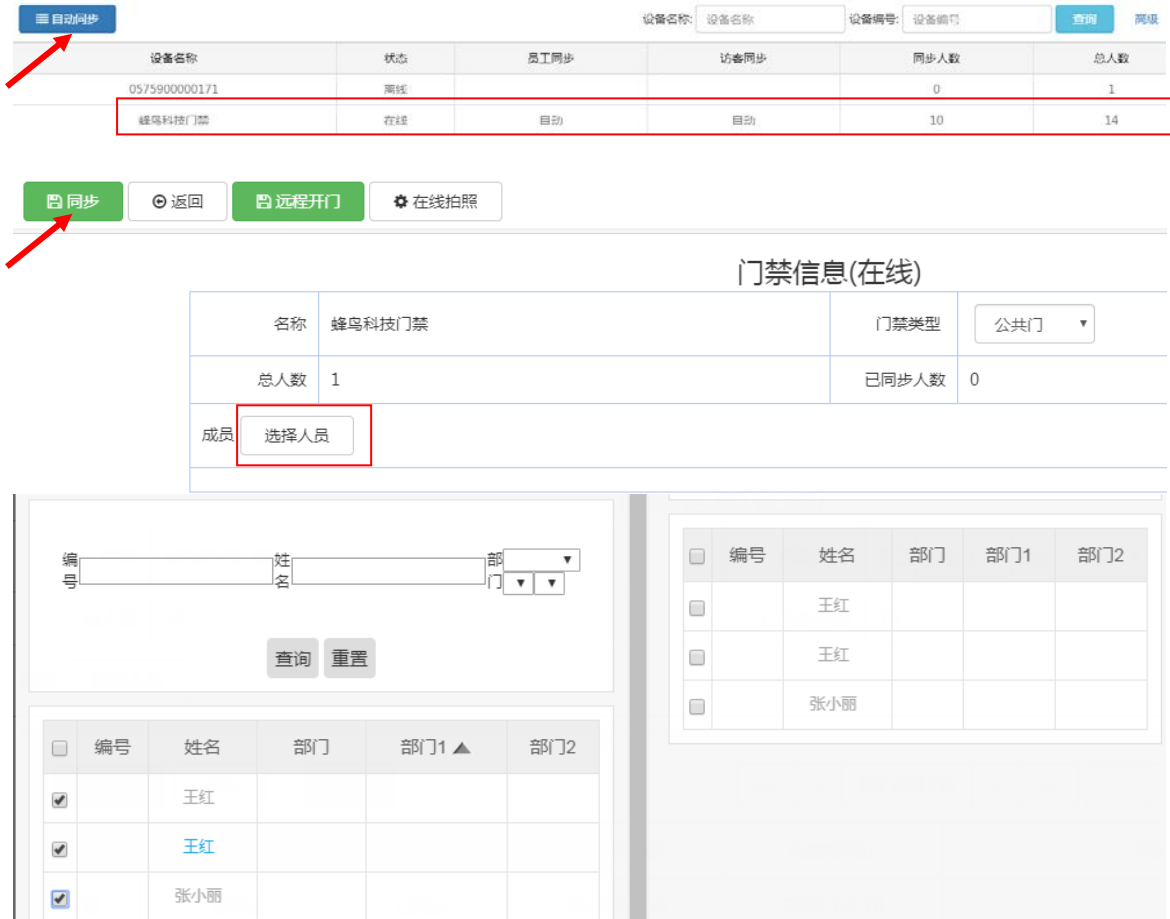 自动同步 设备名称: 设备名称 设备编号: 设备编号 查询 高级
设备名称 状态 员工同步 访客同步 同步人数 总人数
0575900000171 离线 0 1
蜂鸟科技门禁 在线 自动 自动 10 14
同步 返回 远程开门 在线拍照
门禁信息(在线)
名称 蜂鸟科技门禁 门禁类型 公共门
总人数 1 已同步人数 0
成员 选择人员
编号 姓名 部门
查询 重置
编号 姓名 部门 部门1 部门2
王红
王红
张小丽
编号 姓名 部门 部门1 部门2
王红
王红
张小丽